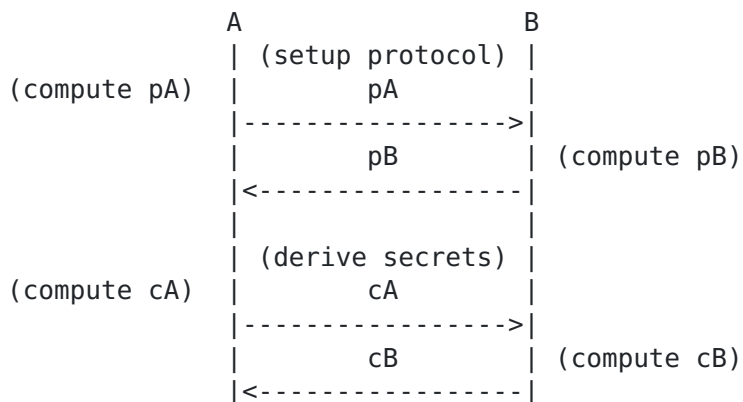 A B
| (setup protocol) |
(compute pA) | pA |
|----------------->|
| pB | (compute pB)
|<-----------------|
| |
| (derive secrets) |
(compute cA) | cA |
|----------------->|
| cB | (compute cB)
|<-----------------|